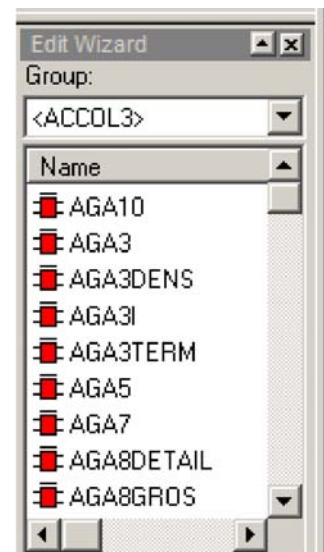 Edit Wizard
Group:
<ACCOL3>
Name
AGA10
AGA3
AGA3DENS
AGA3I
AGA3TERM
AGA5
AGA7
AGA8DETAIL
AGA8GROS